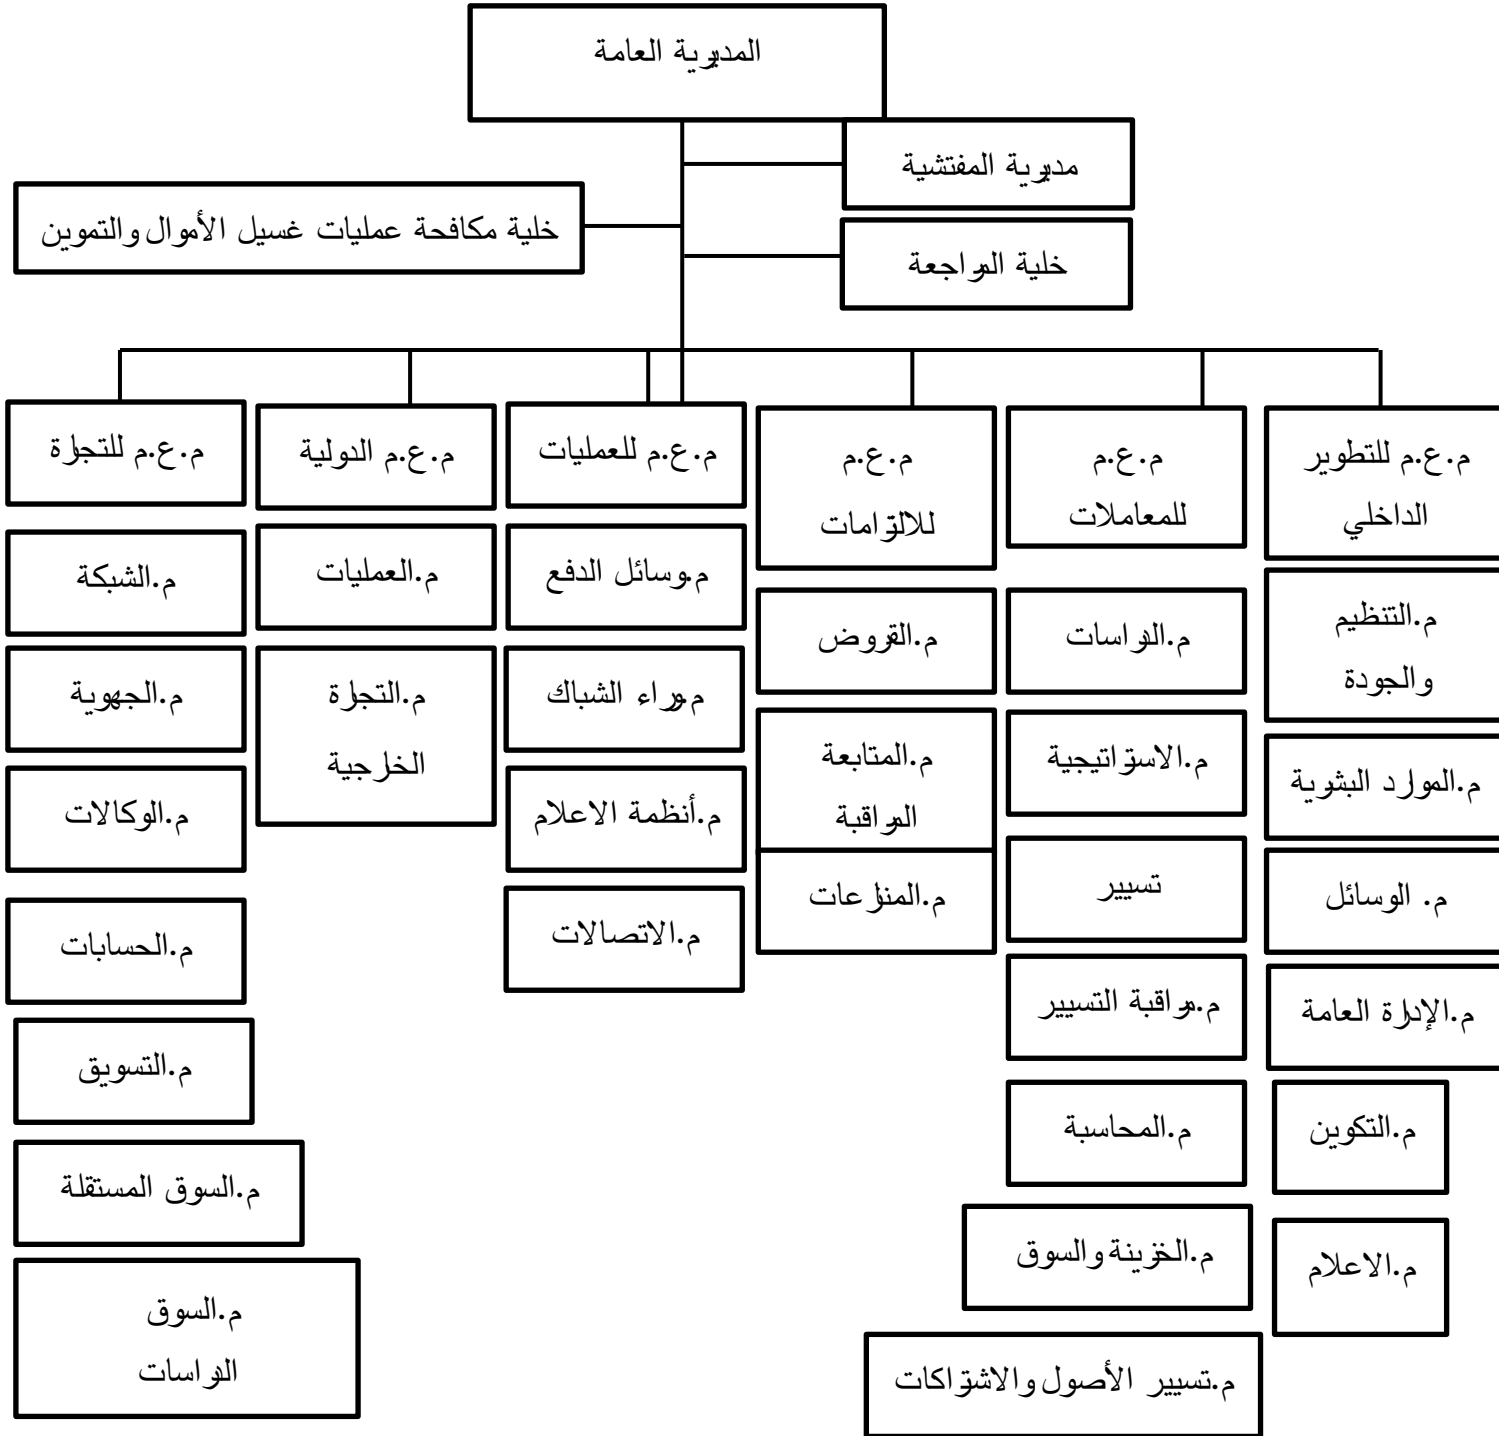 المديرية العامة
مديرية المفتشية
خلية مكافحة عمليات غسيل الأموال والتموين
خلية المراجعة
م.ع.م للتطوير
الداخلي
م.التنظيم
والجودة
م.الموارد البشرية
م. الوسائل
م.الإدارة العامة
م.التكوين
م.الاعلام
م.ع.م
للمعاملات
م.الدراسات
م.الاستراتيجية
تسيير
م.مراقبة التسيير
م.المحاسبة
م.الخزينة والسوق
م.تسيير الأصول والاشتراكات
م.ع.م
للالتزامات
م.القروض
م.المتابعة
المراقبة
م.المنازعات
م.ع.م للعمليات
م.وسائل الدفع
م.وراء الشباك
م.أنظمة الاعلام
م.الاتصالات
م.ع.م الدولية
م.العمليات
م.التجارة
الخارجية
م.ع.م للتجارة
م.الشبكة
م.الجهوية
م.الوكالات
م.الحسابات
م.التسويق
م.السوق المستقلة
م.السوق
الدراسات